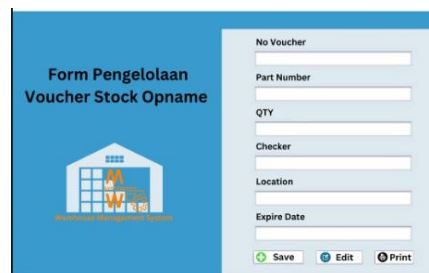 Form Pengelolaan
Voucher Stock Opname
Warehouse Management System
No Voucher
Part Number
QTY
Checker
Location
Expire Date
Save
Edit
Print